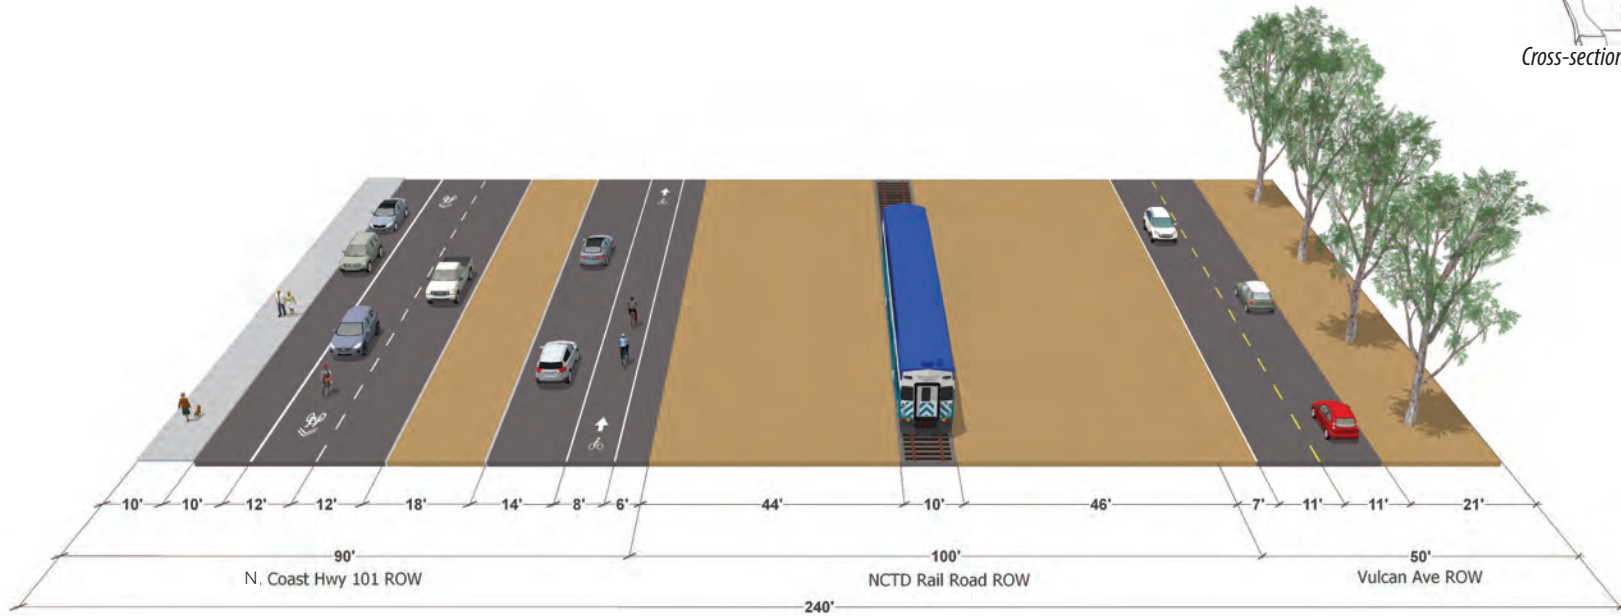 Cross-section
10' 10' 12' 12' 18' 14' 8' 6' 44' 10' 46' 7' 11' 11' 21'
90' 100' 50'
N. Coast Hwy 101 ROW NCTD Rail Road ROW Vulcan Ave ROW
240'